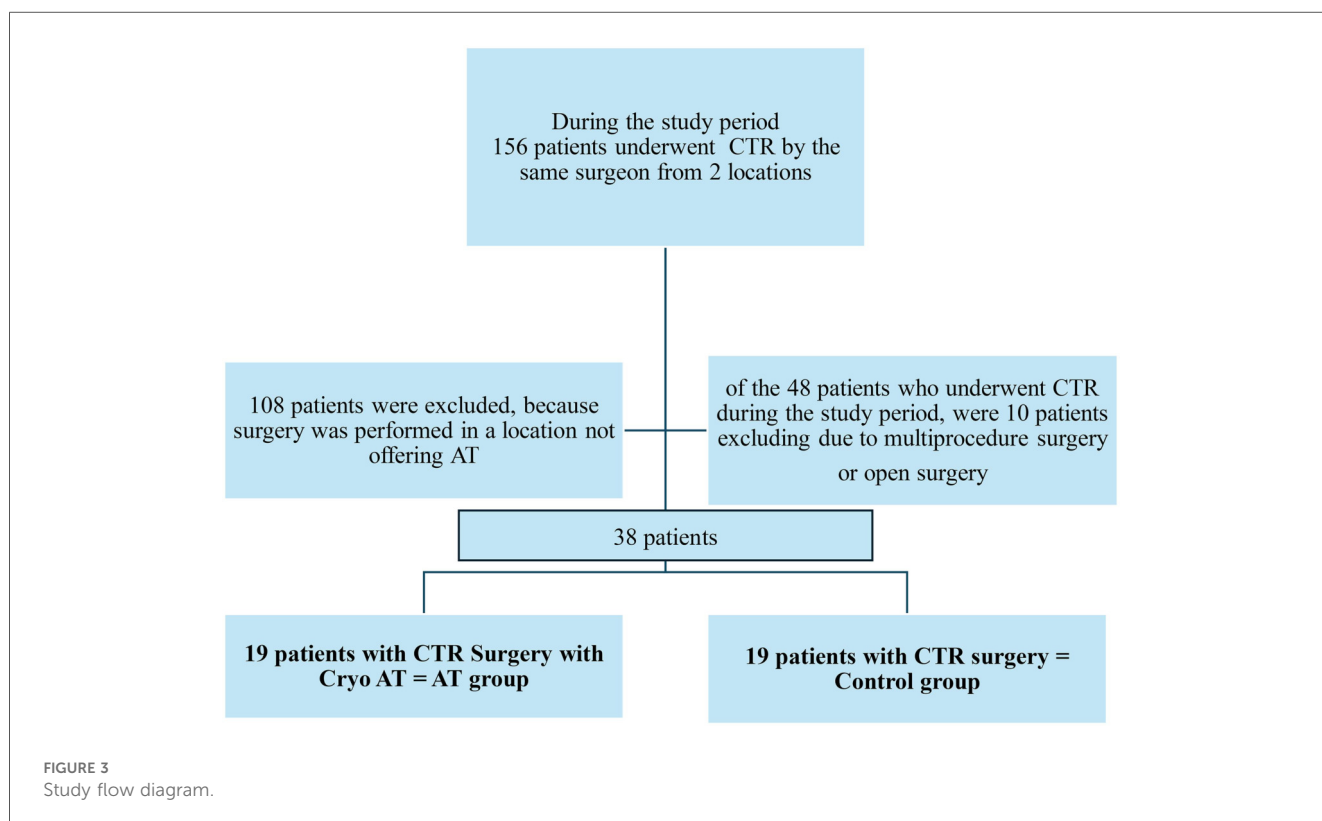 During the study period
156 patients underwent CTR by the
same surgeon from 2 locations
108 patients were excluded, because
surgery was performed in a location not
offering AT
of the 48 patients who underwent CTR
during the study period, were 10 patients
excluding due to multiprocedure surgery
or open surgery
38 patients
19 patients with CTR Surgery with
Cryo AT = AT group
19 patients with CTR surgery =
Control group
FIGURE 3
Study flow diagram.